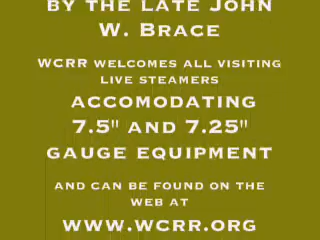 BY THE LATE JOHN
W. BRACE
WCRR WELCOMES ALL VISITING
LIVE STEAMERS
ACCOMODATING
7.5" AND 7.25"
GAUGE EQUIPMENT
AND CAN BE FOUND ON THE
WEB AT
WWW.WCRR.ORG